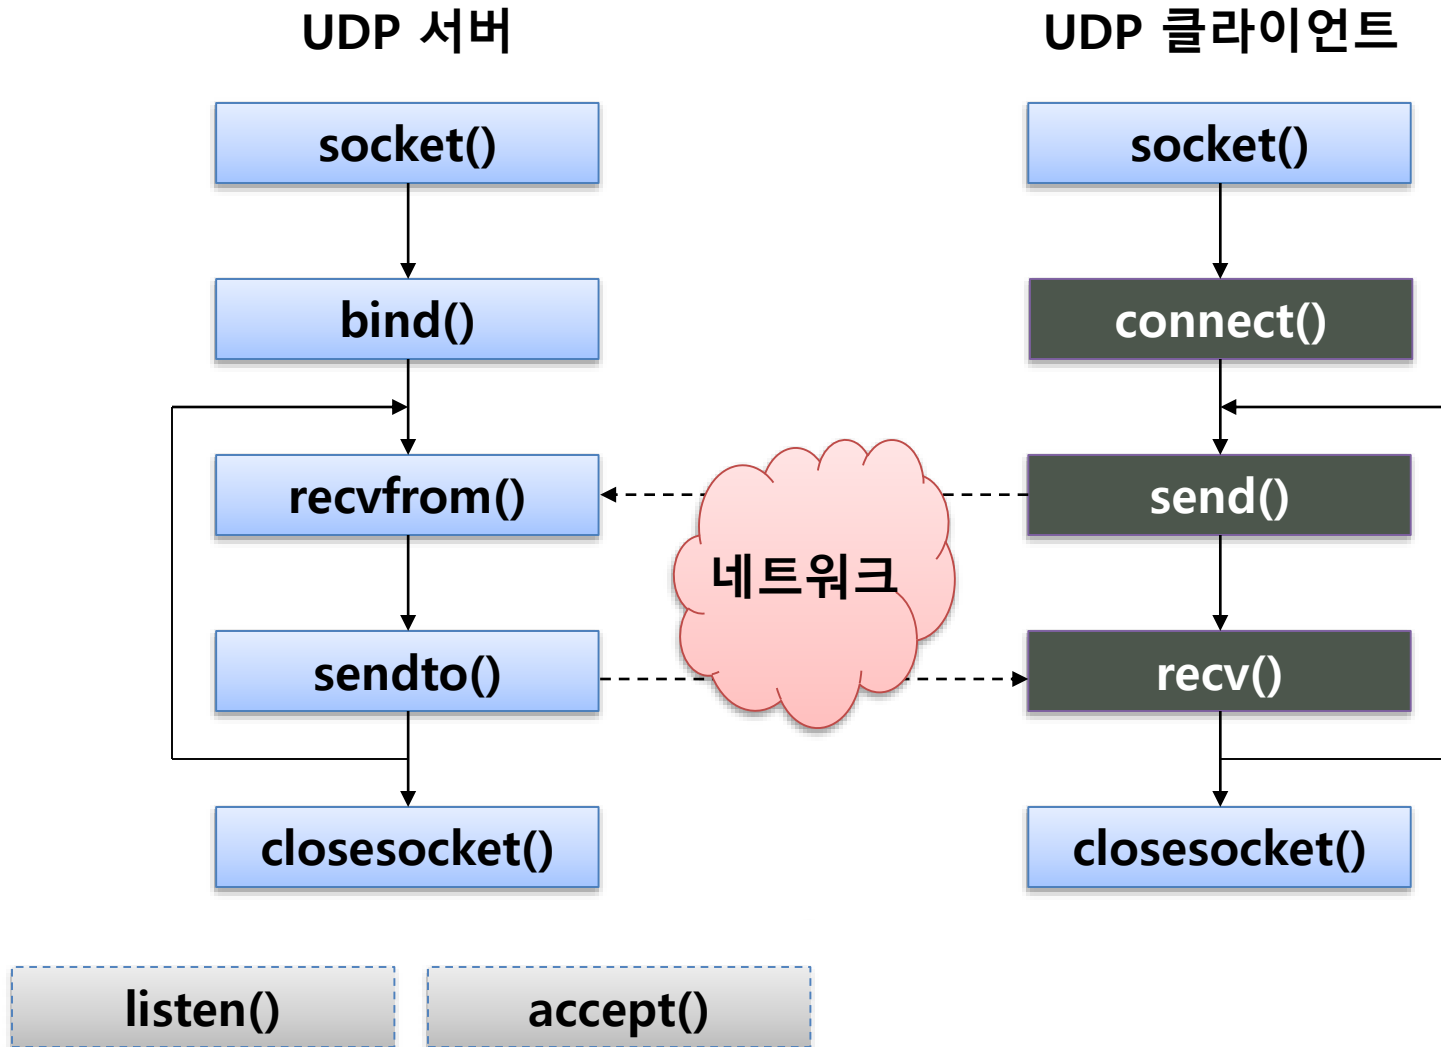 UDP 서버
UDP 클라이언트
socket()
socket()
bind()
connect()
recvfrom()
send()
네트워크
sendto()
recv()
closesocket()
closesocket()
listen()
accept()